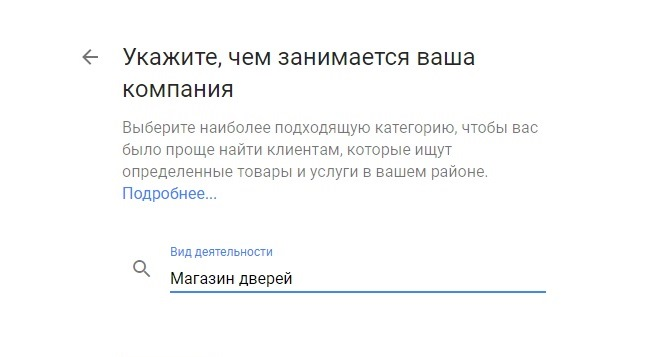 Укажите, чем занимается ваша
компания
Выберите наиболее подходящую категорию, чтобы вас
было проще найти клиентам, которые ищут
определенные товары и услуги в вашем районе.
Подробнее...
Вид деятельности
Магазин дверей